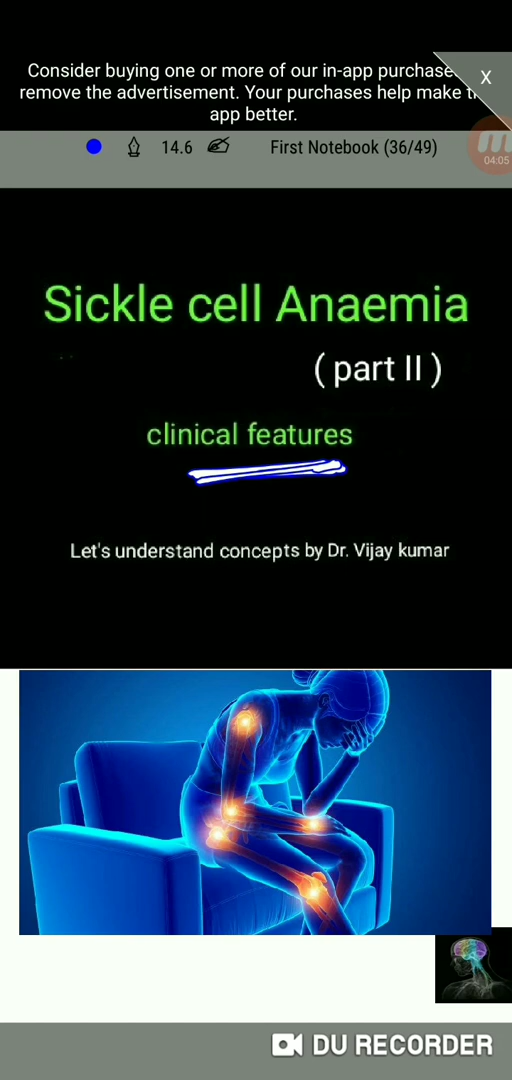 Consider buying one or more of our in-app purchase
remove the advertisement. Your purchases help make
app better.
X
14.6 First Notebook (36/49)
04:05
Sickle cell Anaemia
( part II )
clinical features
Let's understand concepts by Dr. Vijay kumar
DU RECORDER